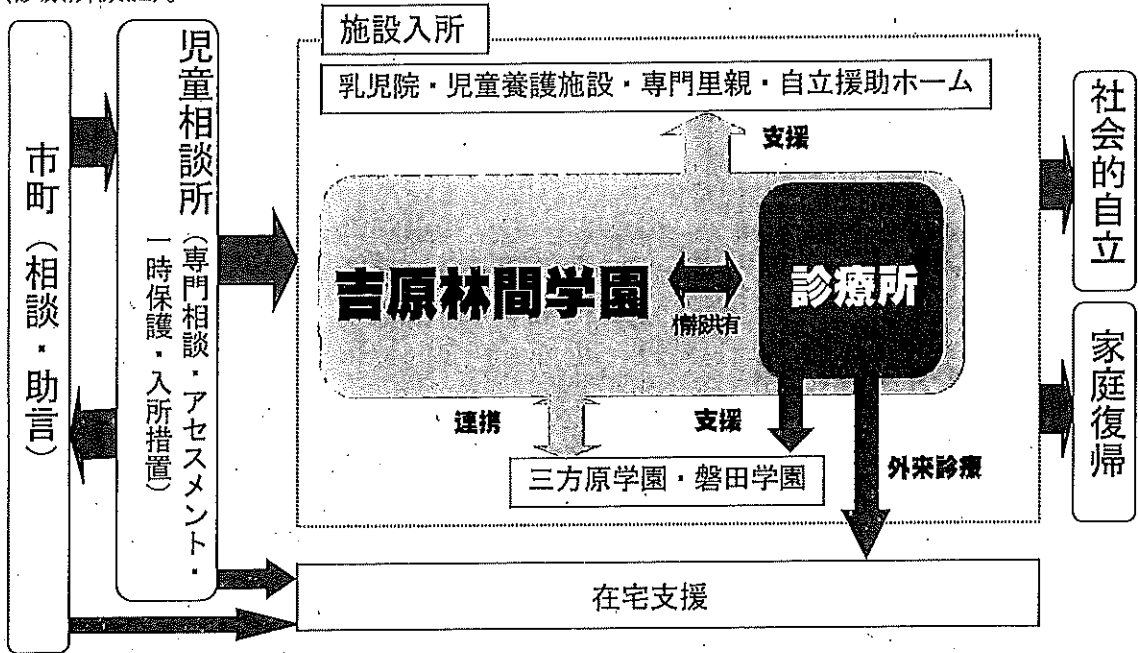 市町（相談・助言）
児童相談所
（専門相談・アセスメント・
一時保護・入所措置）
施設入所
乳児院・児童養護施設・専門里親・自立援助ホーム
支援
吉原林間学園
診療所
連携
支援
三方原学園・磐田学園
外来診療
在宅支援
社会的自立
家庭復帰